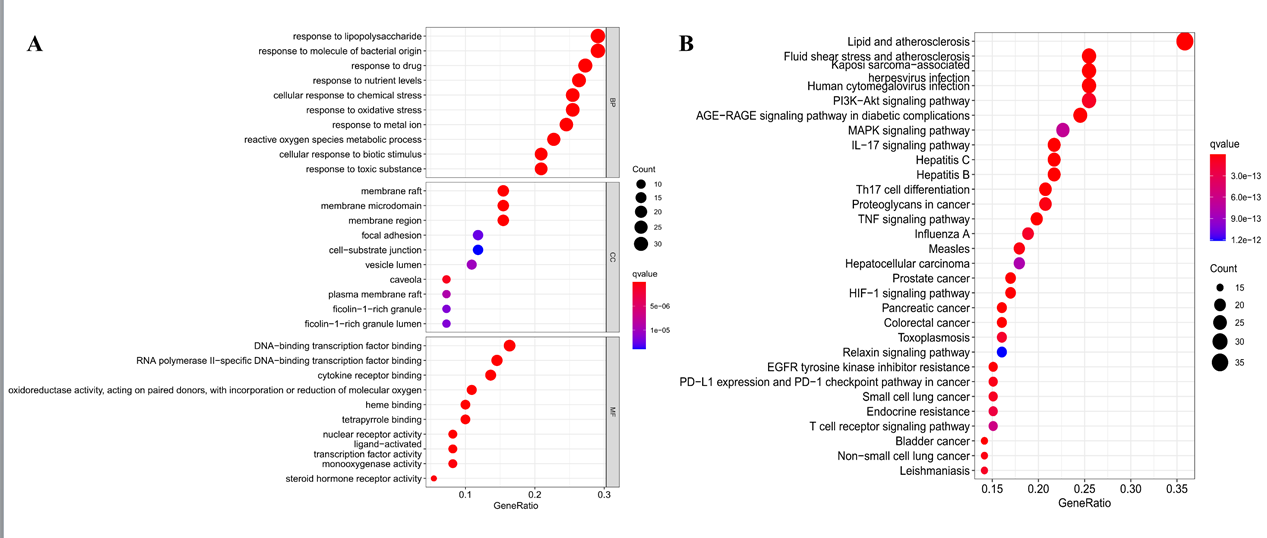 A
response to lipopolysaccharide
response to molecule of bacterial origin
response to drug
response to nutrient levels
cellular response to chemical stress
response to oxidative stress
response to metal ion
reactive oxygen species metabolic process
cellular response to biotic stimulus
response to toxic substance
BP
membrane raft
membrane microdomain
membrane region
focal adhesion
cell−substrate junction
vesicle lumen
caveola
plasma membrane raft
ficolin−1−rich granule
ficolin−1−rich granule lumen
CC
DNA−binding transcription factor binding
RNA polymerase II−specific DNA−binding transcription factor binding
cytokine receptor binding
oxidoreductase activity, acting on paired donors, with incorporation or reduction of molecular oxygen
heme binding
tetrapyrrole binding
nuclear receptor activity
ligand−activated
transcription factor activity
monooxygenase activity
steroid hormone receptor activity
MF
0.1 0.2 0.3
GeneRatio
Count
10
15
20
25
30
qvalue
5e−06
1e−05
B
Lipid and atherosclerosis
Fluid shear stress and atherosclerosis
Kaposi sarcoma−associated
herpesvirus infection
Human cytomegalovirus infection
PI3K−Akt signaling pathway
AGE−RAGE signaling pathway in diabetic complications
MAPK signaling pathway
IL−17 signaling pathway
Hepatitis C
Hepatitis B
Th17 cell differentiation
Proteoglycans in cancer
TNF signaling pathway
Influenza A
Measles
Hepatocellular carcinoma
Prostate cancer
HIF−1 signaling pathway
Pancreatic cancer
Colorectal cancer
Toxoplasmosis
Relaxin signaling pathway
EGFR tyrosine kinase inhibitor resistance
PD−L1 expression and PD−1 checkpoint pathway in cancer
Small cell lung cancer
Endocrine resistance
T cell receptor signaling pathway
Bladder cancer
Non−small cell lung cancer
Leishmaniasis
0.15 0.20 0.25 0.30 0.35
GeneRatio
qvalue
3.0e−13
6.0e−13
9.0e−13
1.2e−12
Count
15
20
25
30
35